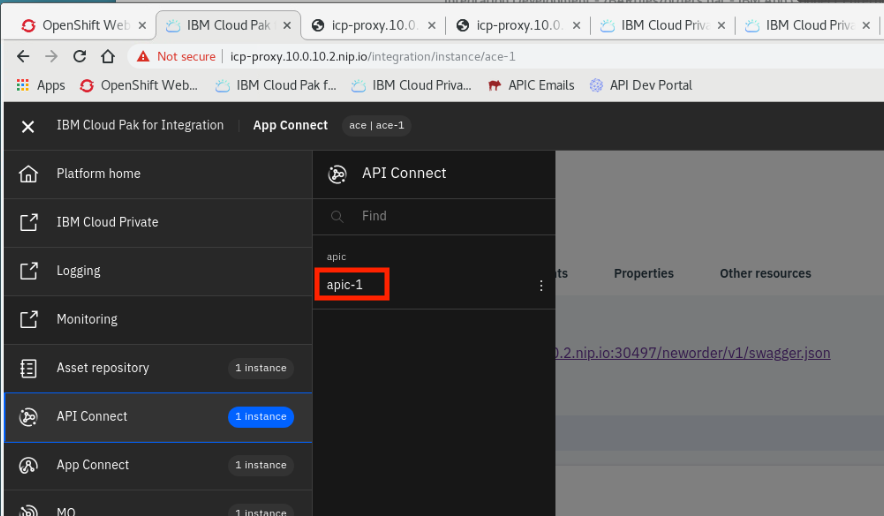 OpenShift Web
IBM Cloud Pak
icp-proxy.10.0.
icp-proxy.10.0.
IBM Cloud Priva
IBM Cloud Priva
Not secure | icp-proxy.10.0.10.2.nip.io/integration/instance/ace-1
Apps
OpenShift Web...
IBM Cloud Pak f...
IBM Cloud Priva...
APIC Emails
API Dev Portal
IBM Cloud Pak for Integration
App Connect
ace | ace-1
Platform home
IBM Cloud Private
Logging
Monitoring
Asset repository
1 instance
API Connect
1 instance
App Connect
1 instance
MQ
1 instance
API Connect
Find
apic
apic-1
nts
Properties
Other resources
0.2.nip.io:30497/neworder/v1/swagger.json